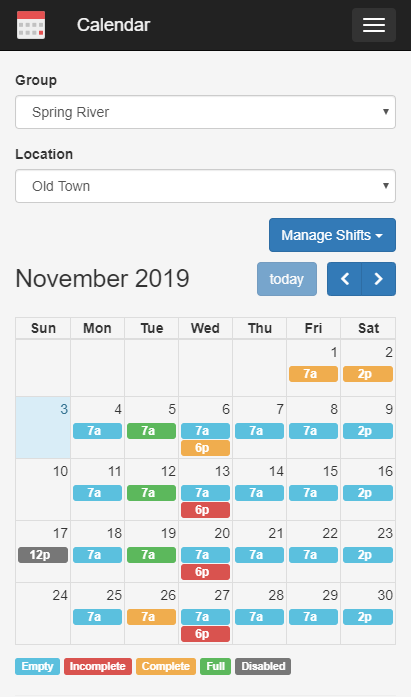 Calendar
Group
Spring River
Location
Old Town
Manage Shifts
November 2019
today
Sun Mon Tue Wed Thu Fri Sat
1 2
7a 2p
3 4 5 6 7 8 9
7a 7a 7a 7a 7a 2p
6p
10 11 12 13 14 15 16
7a 7a 7a 7a 7a 2p
6p
17 18 19 20 21 22 23
12p 7a 7a 7a 7a 7a 2p
6p
24 25 26 27 28 29 30
7a 7a 7a 7a 7a 2p
6p
Empty Incomplete Complete Full Disabled